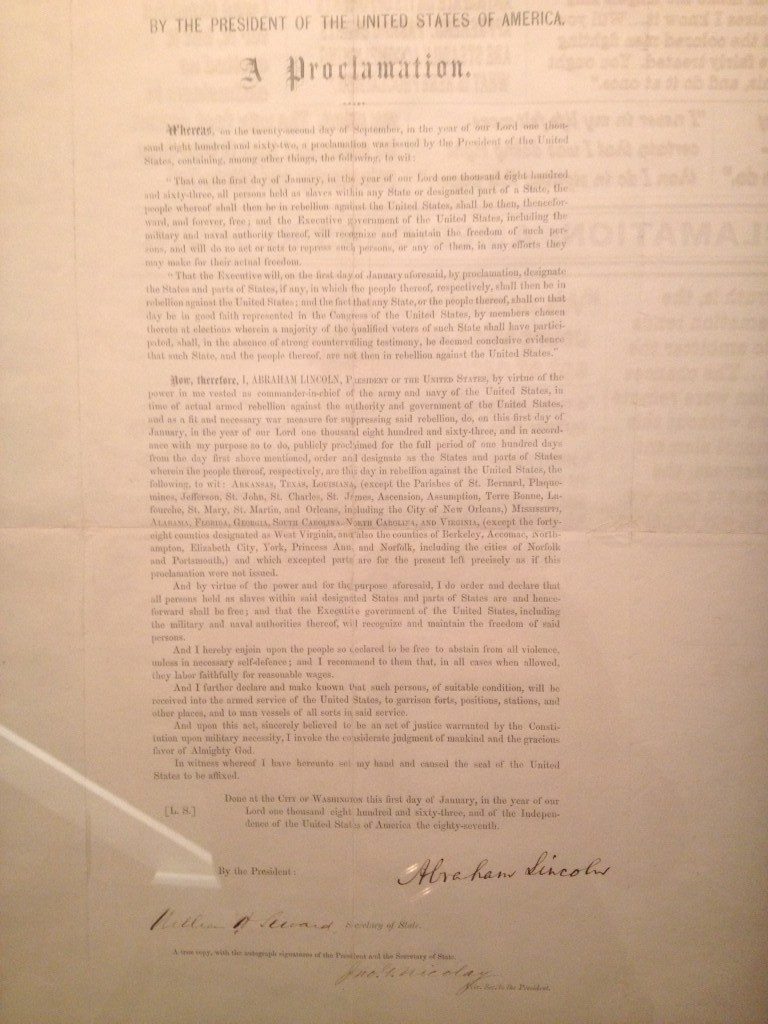 BY THE PRESIDENT OF THE UNITED STATES OF AMERICA.
A Proclamation.
Whereas, on the twenty-second day of September, in the year of our Lord one thou-
sand eight hundred and sixty-two, a proclamation was issued by the President of the United
States, containing, among other things, the following, to wit:
"That on the first day of January, in the year of our Lord one thousand eight hundred
and sixty-three, all persons held as slaves within any State or designated part of a State, the
people whereof shall then be in rebellion against the United States, shall be then, thencefor-
ward, and forever, free; and the Executive government of the United States, including the
military and naval authority thereof, will recognize and maintain the freedom of such per-
sons, and will do no act or acts to repress such persons, or any of them, in any efforts they
may make for their actual freedom.
"That the Executive will, on the first day of January aforesaid, by proclamation, designate
the States and parts of States, if any, in which the people thereof, respectively, shall then be in
rebellion against the United States; and the fact that any State, or the people thereof, shall on that
day be in good faith represented in the Congress of the United States, by members chosen
thereto at elections wherein a majority of the qualified voters of such State shall have partici-
pated, shall, in the absence of strong countervailing testimony, be deemed conclusive evidence
that such State, and the people thereof, are not then in rebellion against the United States."
Now, therefore, I, ABRAHAM LINCOLN, PRESIDENT OF THE UNITED STATES, by virtue of the
power in me vested as commander-in-chief of the army and navy of the United States, in
time of actual armed rebellion against the authority and government of the United States,
and as a fit and necessary war measure for suppressing said rebellion, do, on this first day of
January, in the year of our Lord one thousand eight hundred and sixty-three, and in accord-
ance with my purpose so to do, publicly proclaimed for the full period of one hundred days
from the day first above mentioned, order and designate as the States and parts of States
wherein the people thereof, respectively, are this day in rebellion against the United States, the
following, to wit: ARKANSAS, TEXAS, LOUISIANA, (except the Parishes of St. Bernard, Plaque-
mines, Jefferson, St. John, St. Charles, St. James, Ascension, Assumption, Terre Bonne, La-
fourche, St. Mary, St. Martin, and Orleans, including the City of New Orleans,) MISSISSIPPI,
ALABAMA, FLORIDA, GEORGIA, SOUTH CAROLINA, NORTH CAROLINA, AND VIRGINIA, (except the forty-
eight counties designated as West Virginia, and also the counties of Berkeley, Accomac, North-
ampton, Elizabeth City, York, Princess Ann, and Norfolk, including the cities of Norfolk
and Portsmouth,) and which excepted parts are for the present left precisely as if this
proclamation were not issued.
And by virtue of the power and for the purpose aforesaid, I do order and declare that
all persons held as slaves within said designated States and parts of States are and hence-
forward shall be free; and that the Executive government of the United States, including
the military and naval authorities thereof, will recognize and maintain the freedom of said
persons.
And I hereby enjoin upon the people so declared to be free to abstain from all violence,
unless in necessary self-defence; and I recommend to them that, in all cases when allowed,
they labor faithfully for reasonable wages.
And I further declare and make known that such persons, of suitable condition, will be
received into the armed service of the United States, to garrison forts, positions, stations, and
other places, and to man vessels of all sorts in said service.
And upon this act, sincerely believed to be an act of justice warranted by the Consti-
tution upon military necessity, I invoke the considerate judgment of mankind and the gracious
favor of Almighty God.
In witness whereof I have hereunto set my hand and caused the seal of the United
States to be affixed.
Done at the CITY OF WASHINGTON this first day of January, in the year of our
[L. S.] Lord one thousand eight hundred and sixty-three, and of the Indepen-
dence of the United States of America the eighty-seventh.
By the President:
Abraham Lincoln
William H Seward Secretary of State.
A true copy, with the autograph signatures of the President and the Secretary of State.
Jno. G. Nicolay
Priv. Sec. to the President.